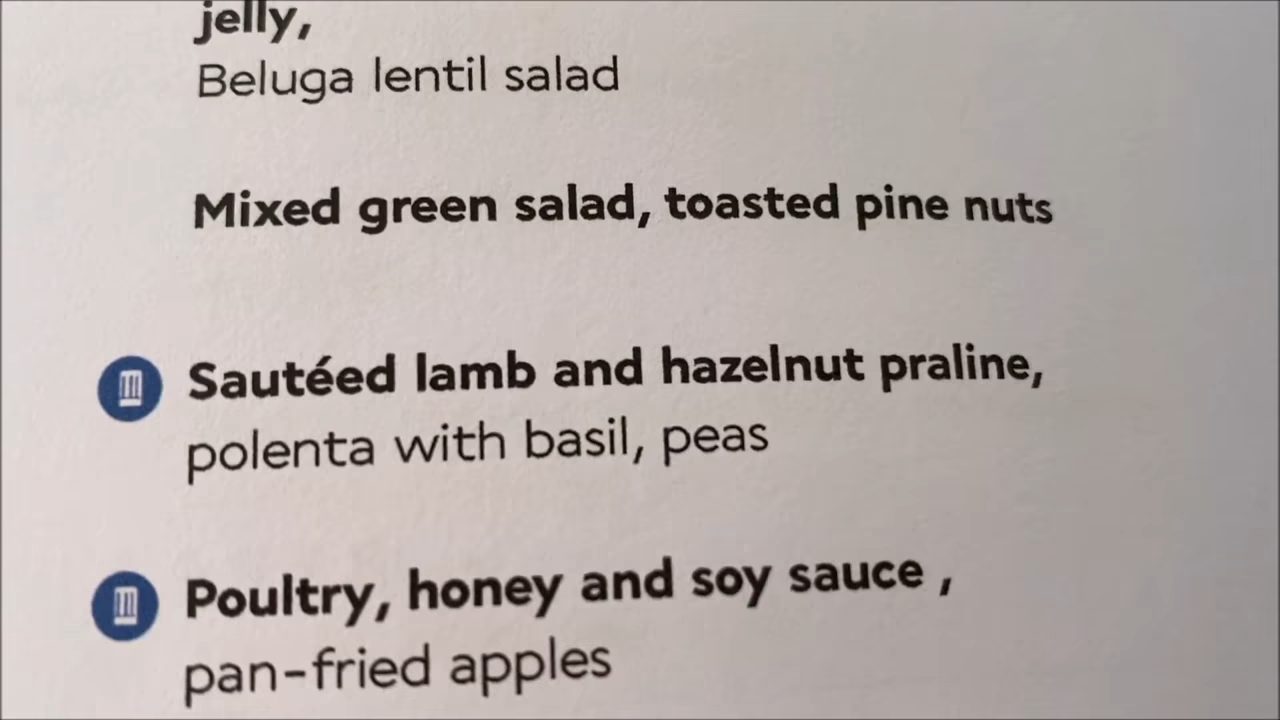 jelly,
Beluga lentil salad
Mixed green salad, toasted pine nuts
Sautéed lamb and hazelnut praline,
polenta with basil, peas
Poultry, honey and soy sauce ,
pan-fried apples